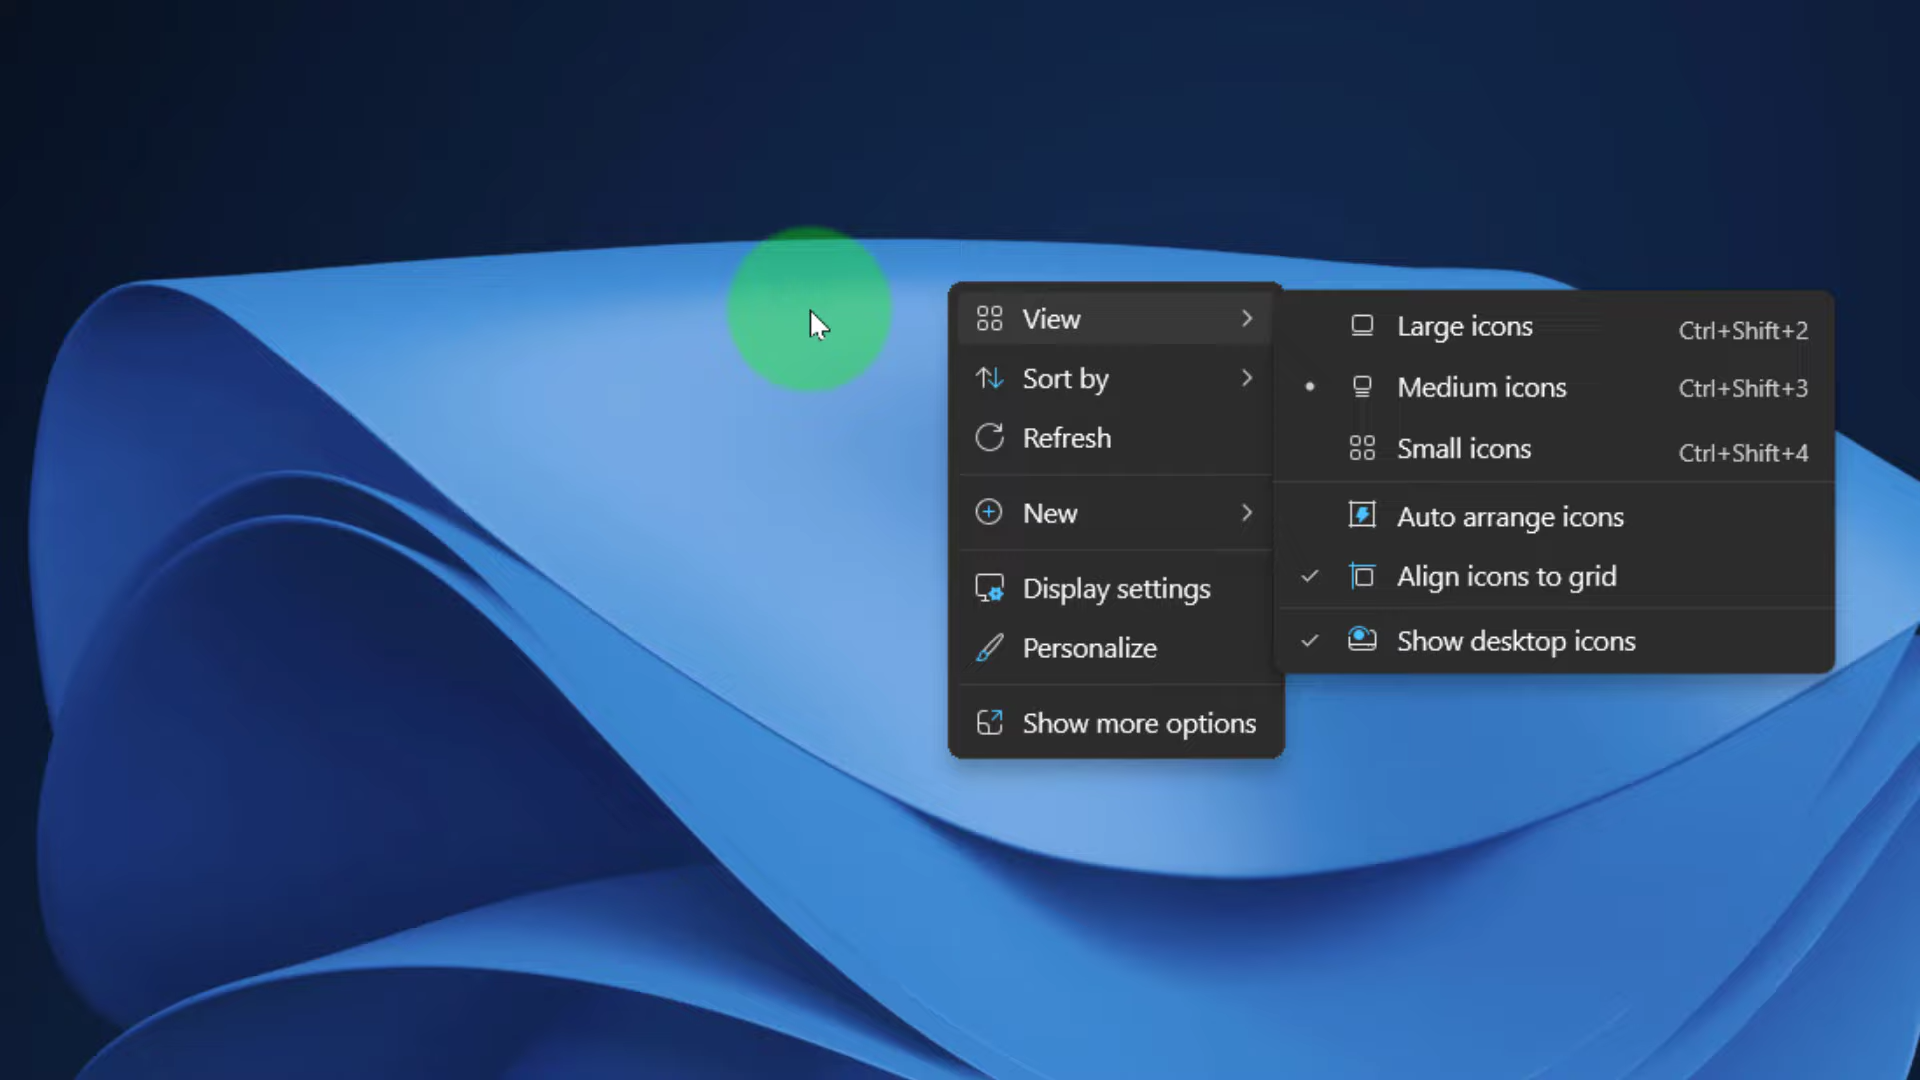 View
Sort by
Refresh
New
Display settings
Personalize
Show more options
Large icons Ctrl+Shift+2
Medium icons Ctrl+Shift+3
Small icons Ctrl+Shift+4
Auto arrange icons
Align icons to grid
Show desktop icons